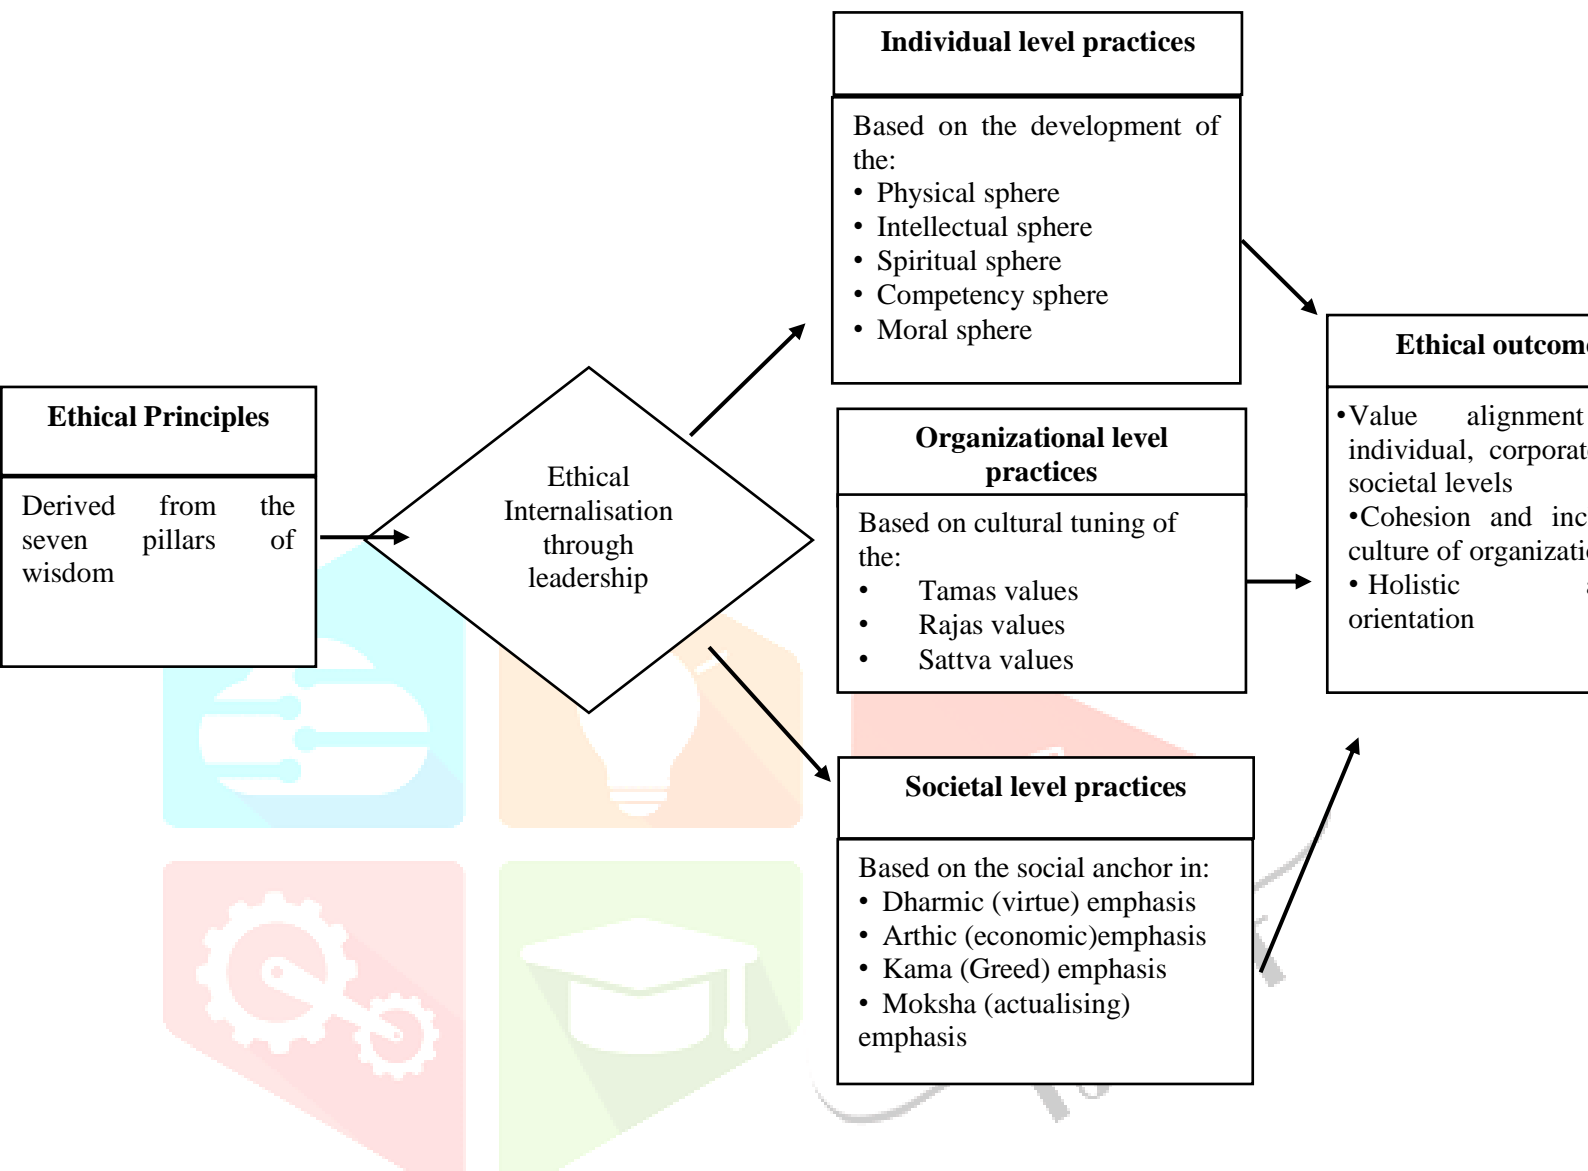 Individual level practices
Based on the development of
the:
• Physical sphere
• Intellectual sphere
• Spiritual sphere
• Competency sphere
• Moral sphere
Ethical Principles
Derived from the
seven pillars of
wisdom
Ethical
Internalisation
through
leadership
Organizational level
practices
Based on cultural tuning of
the:
• Tamas values
• Rajas values
• Sattva values
Societal level practices
Based on the social anchor in:
• Dharmic (virtue) emphasis
• Arthic (economic)emphasis
• Kama (Greed) emphasis
• Moksha (actualising)
emphasis
Ethical
•Value alignment
individual,
societal levels
•Cohesion and
culture of
• Holistic
orientation